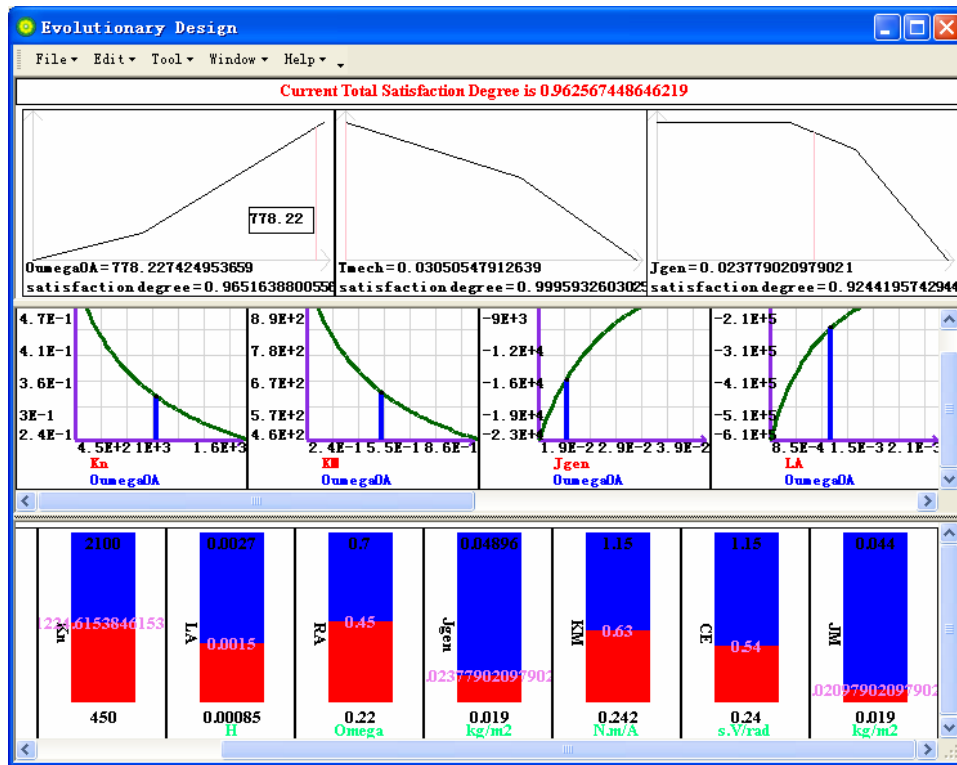 Evolutionary Design
File Edit Tool Window Help
Current Total Satisfaction Degree is 0.962567448646219
778.22
OumegaOA=778.227424953659
satisfaction degree=0.9651638800558
Tmech=0.03050547912639
satisfaction degree=0.9995932603029
Jgen=0.023779020979021
satisfaction degree=0.9244195742944
4.7E-1
4.1E-1
3.6E-1
3E-1
2.4E-1
4.5E+2 1E+3 1.6E+3
Kn
OumegaOA
8.9E+2
7.8E+2
6.7E+2
5.7E+2
4.6E+2
2.4E-1 5.5E-1 8.6E-1
KM
OumegaOA
-9E+3
-1.2E+4
-1.6E+4
-1.9E+4
-2.3E+4
1.9E-2 2.9E-2 3.9E-2
Jgen
OumegaOA
-2.1E+5
-3.1E+5
-4.1E+5
-5.1E+5
-6.1E+5
8.5E-4 1.5E-3 2.1E-3
LA
OumegaOA
2100
Kn
1224.6153846153
450
0.0027
LA
0.0015
0.00085
H
0.7
RA
0.45
0.22
Omega
0.04896
Jgen
.02377902097902
0.019
kg/m2
1.15
KM
0.63
0.242
N.m/A
1.15
CE
0.54
0.24
s.V/rad
0.044
JM
.02097902097902
0.019
kg/m2